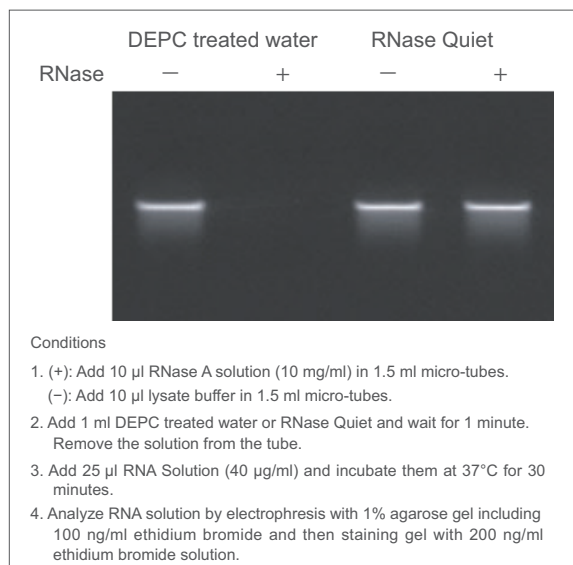 DEPC treated water RNase Quiet
RNase − + − +
Conditions
1. (+): Add 10 µl RNase A solution (10 mg/ml) in 1.5 ml micro-tubes.
(−): Add 10 µl lysate buffer in 1.5 ml micro-tubes.
2. Add 1 ml DEPC treated water or RNase Quiet and wait for 1 minute.
Remove the solution from the tube.
3. Add 25 µl RNA Solution (40 µg/ml) and incubate them at 37°C for 30
minutes.
4. Analyze RNA solution by electrophresis with 1% agarose gel including
100 ng/ml ethidium bromide and then staining gel with 200 ng/ml
ethidium bromide solution.